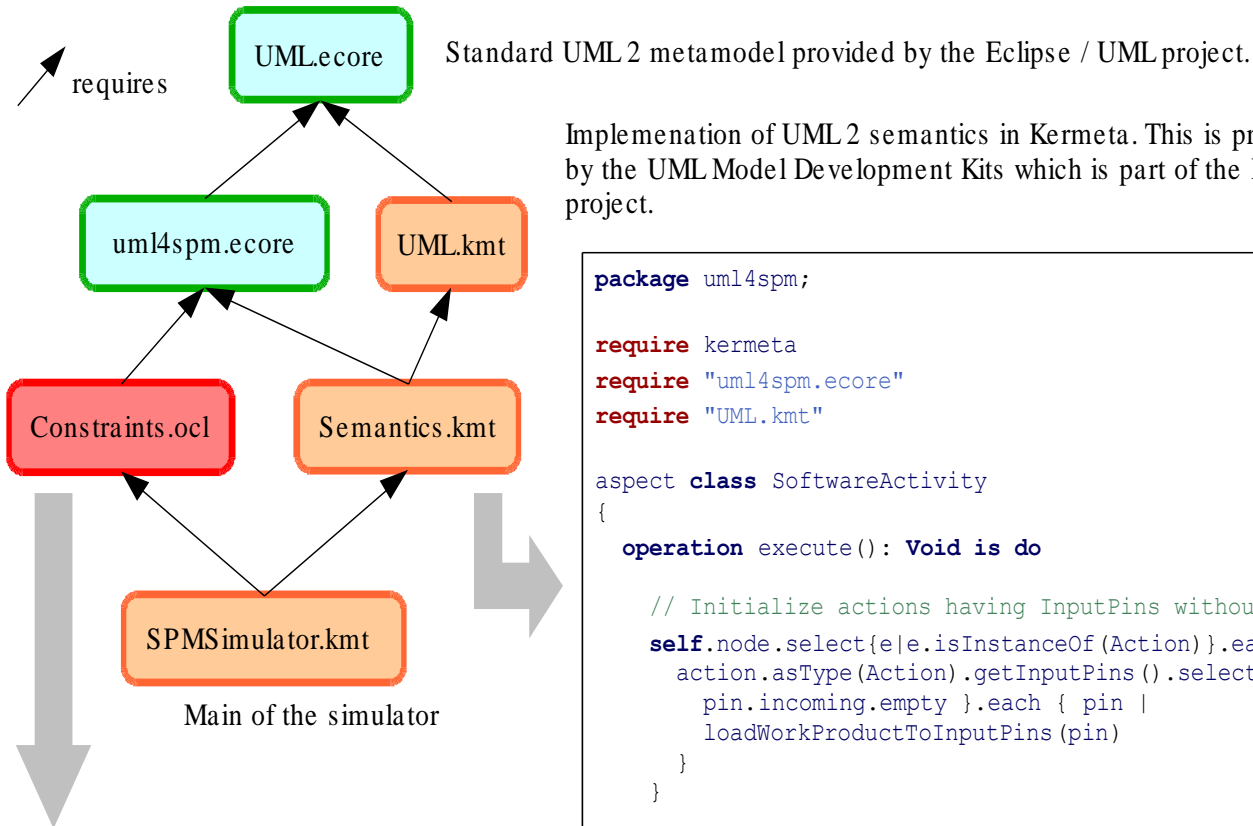 requires
UML.ecore
Standard UML 2 metamodel provided by the Eclipse / UML project.
Implemenation of UML 2 semantics in Kermeta. This is
by the UML Model Development Kits which is part of the
project.
uml4spm.ecore
UML.kmt
Constraints.ocl
Semantics.kmt
SPMSimulator.kmt
Main of the simulator
package uml4spm;
require kermeta
require "uml4spm.ecore"
require "UML.kmt"
aspect class SoftwareActivity
{
operation execute(): Void is do
// Initialize actions having InputPins
self.node.select{e|e.isInstanceOf(Action)}.
action.asType(Action).getInputPins().select
pin.incoming.empty }.each { pin |
loadWorkProductToInputPins(pin)
}
}